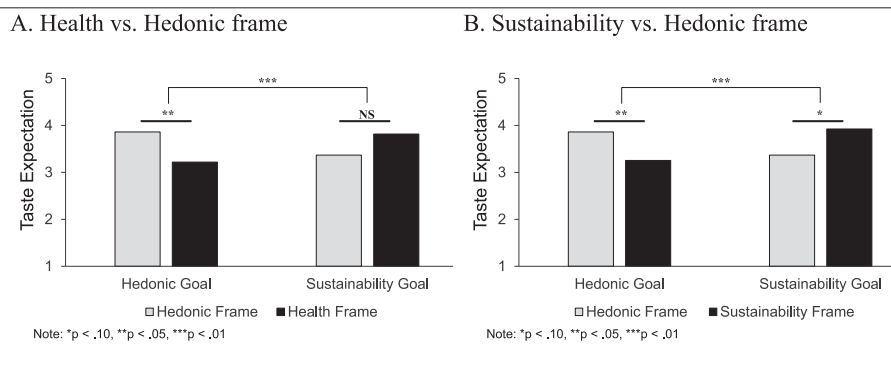 A. Health vs. Hedonic frame
***
**
NS
5
4
3
2
1
Taste Expectation
Hedonic Goal
Sustainability Goal
Hedonic Frame
Health Frame
Note: *p < .10, **p < .05, ***p < .01
B. Sustainability vs. Hedonic frame
***
**
*
5
4
3
2
1
Taste Expectation
Hedonic Goal
Sustainability Goal
Hedonic Frame
Sustainability Frame
Note: *p < .10, **p < .05, ***p < .01